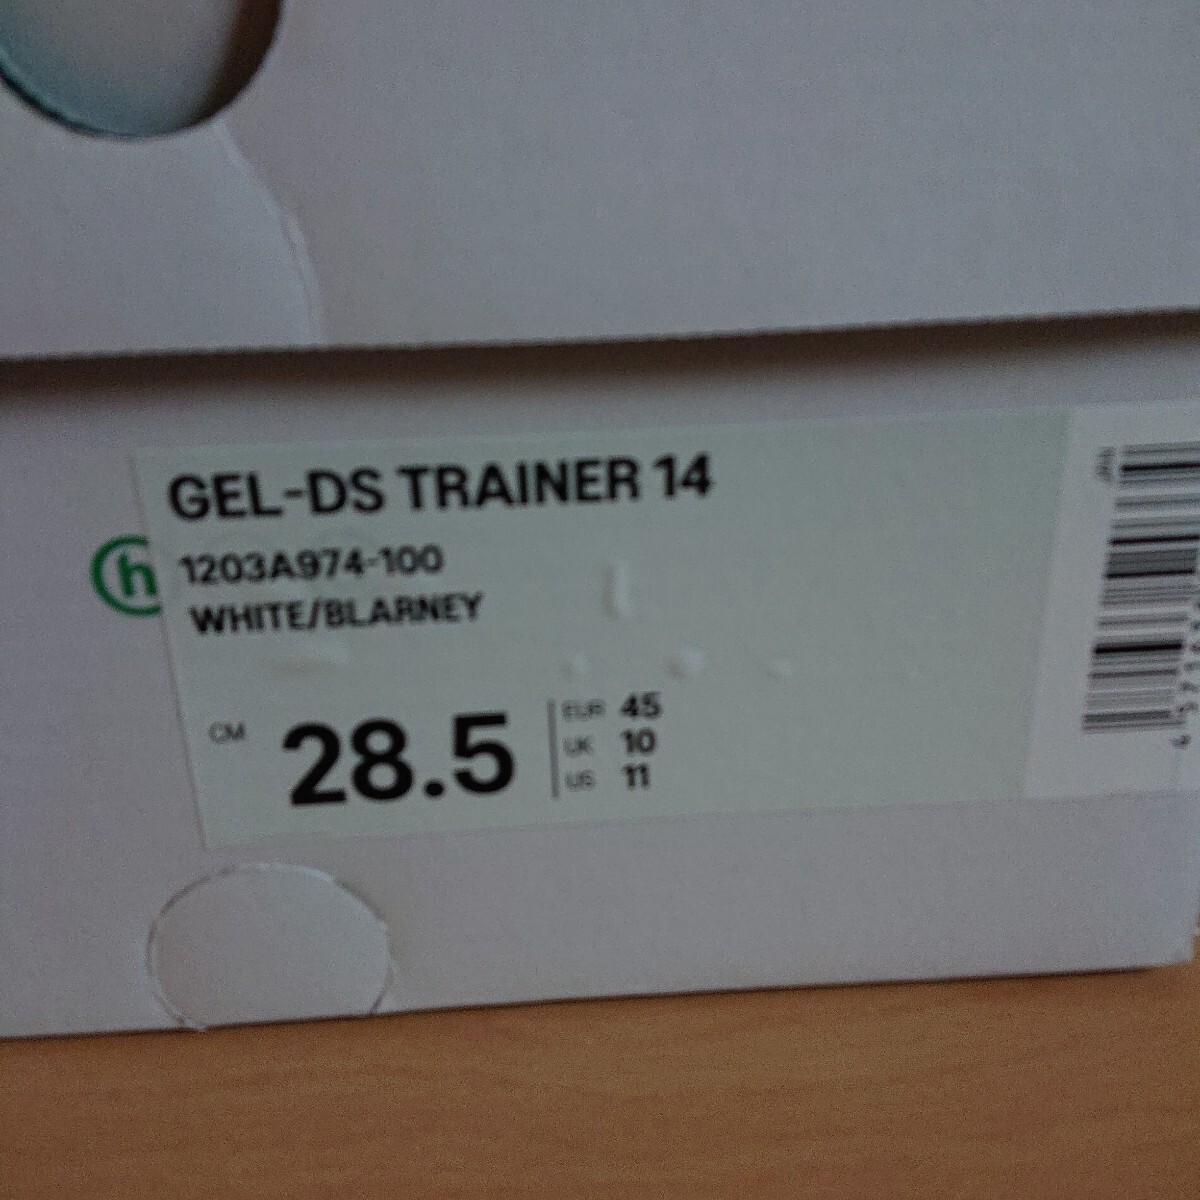 GEL-DS TRAINER 14
h
1203A974-100
WHITE/BLARNEY
CM 28.5
EUR 45
UK 10
US 11